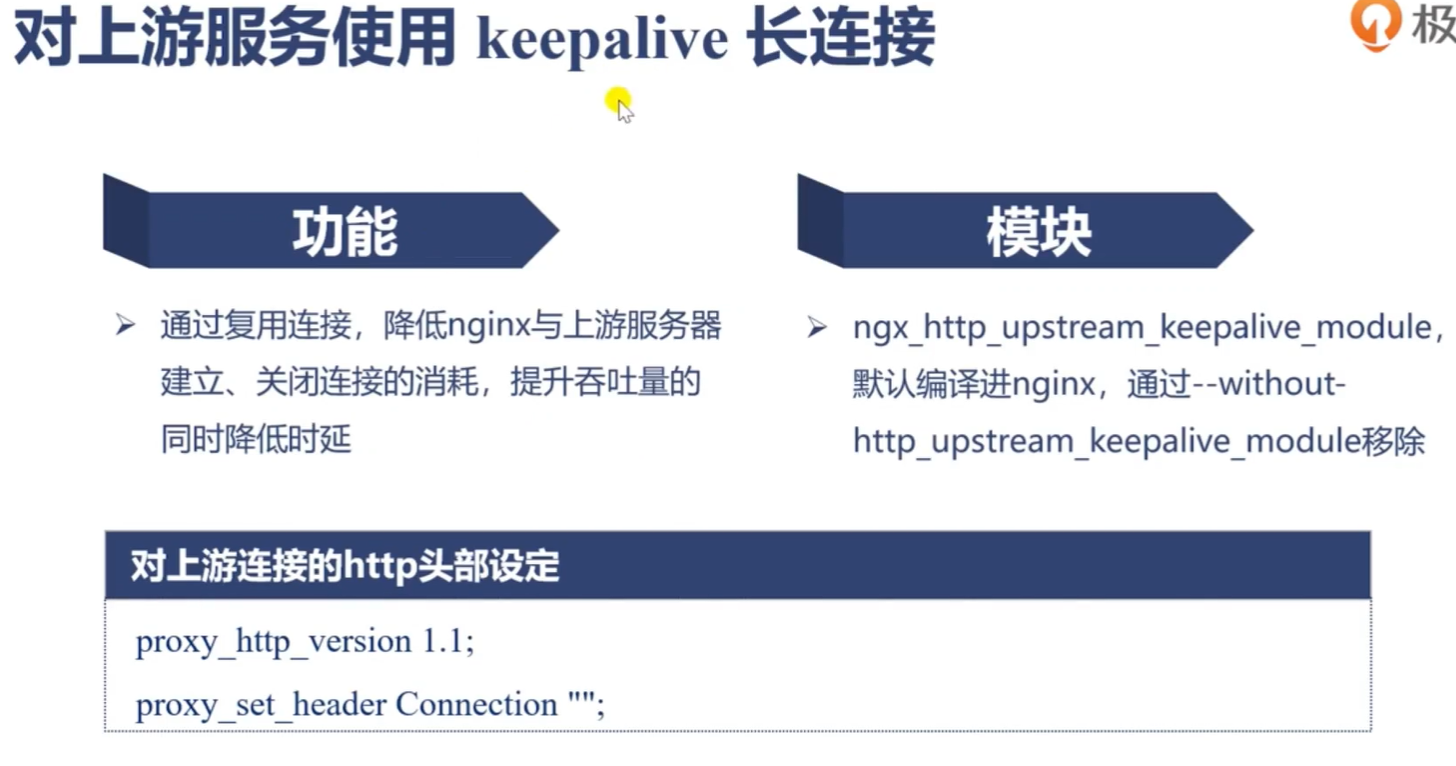 对上游服务使用 keepalive 长连接
极
功能
通过复用连接，降低nginx与上游服务器
建立、关闭连接的消耗，提升吞吐量的
同时降低时延
模块
ngx_http_upstream_keepalive_module，
默认编译进nginx，通过--without-
http_upstream_keepalive_module移除
对上游连接的http头部设定
proxy_http_version 1.1;
proxy_set_header Connection "";